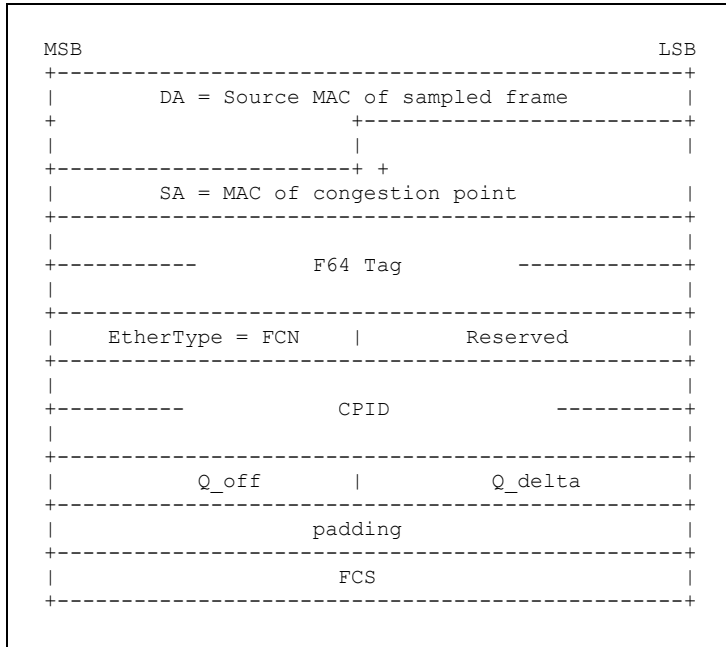 MSB LSB
DA = Source MAC of sampled frame
SA = MAC of congestion point
F64 Tag
EtherType = FCN | Reserved
CPID
Q_off | Q_delta
padding
FCS